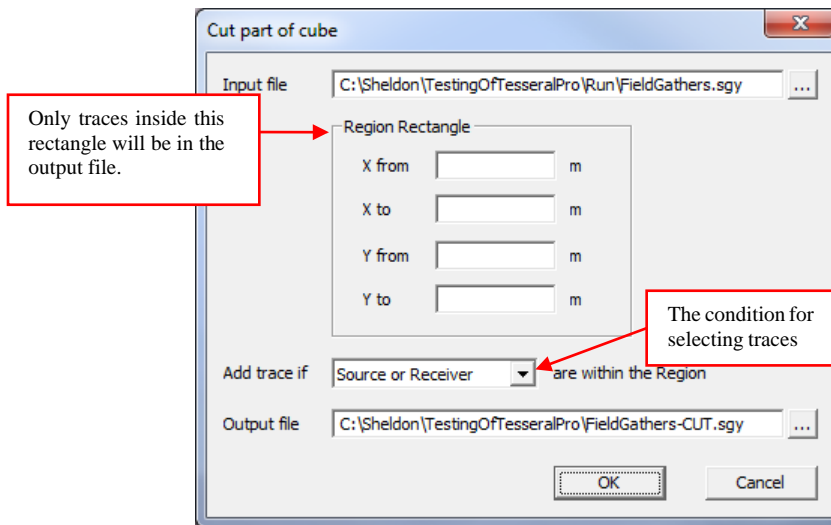 Cut part of cube
x
Input file C:\Sheldon\TestingOfTesseralPro\Run\FieldGathers.sgy ...
Only traces inside this
rectangle will be in the
output file.
Region Rectangle
X from m
X to m
Y from m
Y to m
The condition for
selecting traces
Add trace if Source or Receiver are within the Region
Output file C:\Sheldon\TestingOfTesseralPro\FieldGathers-CUT.sgy ...
OK Cancel